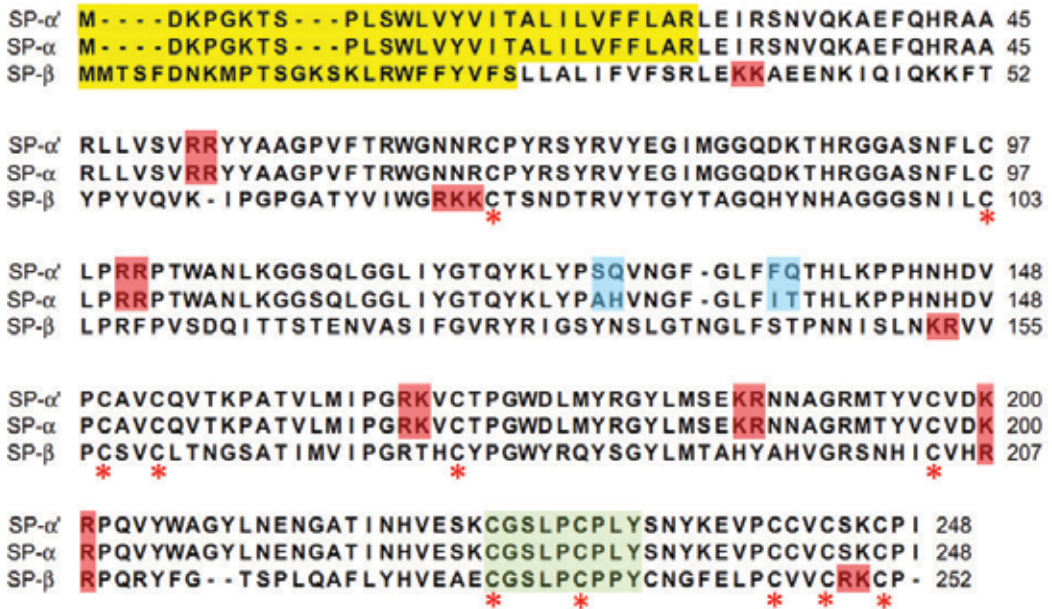 SP-α' M----DKPGKTS---PLSWLVYVITALILVFFLARLEIRSNVQKAEFQHRAA 45
SP-α M----DKPGKTS---PLSWLVYVITALILVFFLARLEIRSNVQKAEFQHRAA 45
SP-β MMTSFDNKMPTSGKSKLRWFFYVFSLLALIFVFSRLEKKAEENKIQIQKKFT 52
SP-α' RLLVSVRRYYAAGPVFTRWGNNRCPYRSYRVYEGIMGGQDKTHRGGASNFLC 97
SP-α RLLVSVRRYYAAGPVFTRWGNNRCPYRSYRVYEGIMGGQDKTHRGGASNFLC 97
SP-β YPYVQVK-IPGPGATYVIWGRKKCTSNDTRVYTGYTAGQHYNHAGGGSNILC 103
* *
SP-α' LPRRPTWANLKGGSQLGGLIYGTQYKLYPSQVNGF-GLFFQTHLKPPHNHDV 148
SP-α LPRRPTWANLKGGSQLGGLIYGTQYKLYPAHVNGF-GLFITTHLKPPHNHDV 148
SP-β LPRFPVSDQITTSTENVASIFGVRYRIGSYNSLGTNGLFSTPNNISLNKRVV 155
SP-α' PCAVCQVTKPATVLMIPGRKVCTPGWDLMYRGYLMSEKRNNAGRMTYVCVDK 200
SP-α PCAVCQVTKPATVLMIPGRKVCTPGWDLMYRGYLMSEKRNNAGRMTYVCVDK 200
SP-β PCSVCLTNGSATIMVIPGRTHCYPGWYRQYSGYLMTAHYAHVGRSNHICVHR 207
* * * *
SP-α' RPQVYWAGYLNENGATINHVESKCGSLPCPLYSNYKEVPCCVCSKCPI 248
SP-α RPQVYWAGYLNENGATINHVESKCGSLPCPLYSNYKEVPCCVCSKCPI 248
SP-β RPQRYFG--TSPLQAFLYHVEAECGSLPCPPYCNGFELPCVVCRKCP- 252
* * * * *